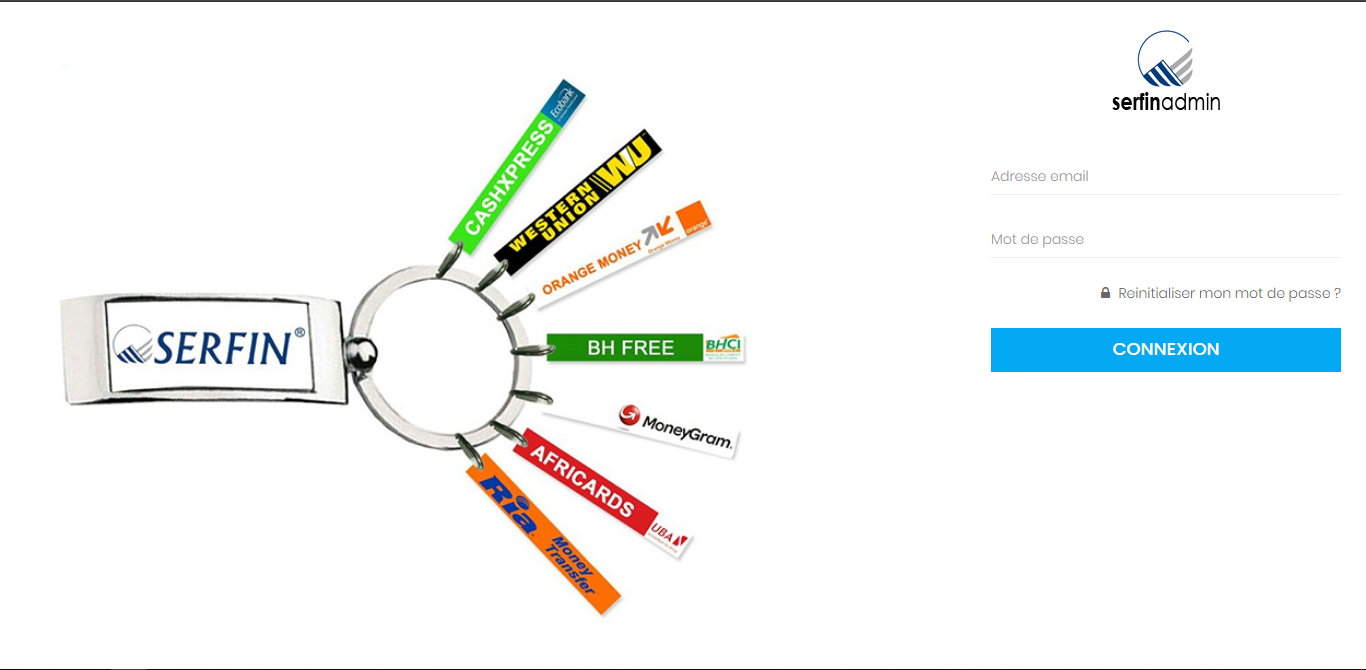 SERFIN®
CASHXPRESS
Ecobank
WESTERN
UNION
WU
ORANGE MONEY
Orange Money
orange
BH FREE
BHCI
MoneyGram.
AFRICARDS
UBA
Ria
Money
Transfer
serfinadmin
Adresse email
Mot de passe
Reinitialiser mon mot de passe ?
CONNEXION